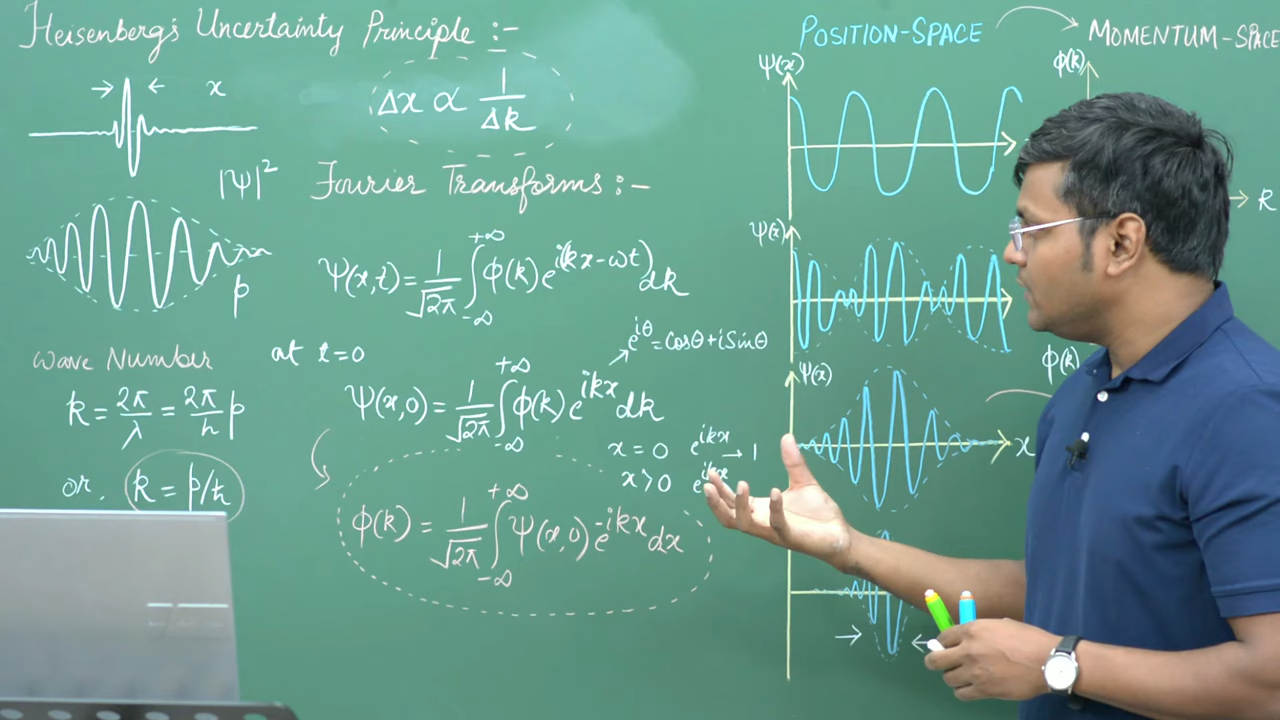 Heisenberg's Uncertainty Principle :-
x
Δx ∝ 1/Δk
|Ψ|²
Fourier Transforms :-
p
Ψ(x,t) = 1/√2π ∫_{-∞}^{+∞} φ(k) e^{i(kx-ωt)} dk
Wave Number
at t=0
e^{iθ} = Cosθ + i Sinθ
k = 2π/λ = 2π/h p
Ψ(x,0) = 1/√2π ∫_{-∞}^{+∞} φ(k) e^{ikx} dk
or, k = p/ħ
x = 0 e^{ikx} → 1
x > 0 e^{ikx}
φ(k) = 1/√2π ∫_{-∞}^{+∞} Ψ(x,0) e^{-ikx} dx
POSITION-SPACE → MOMENTUM-SPACE
Ψ(x)
φ(k)
k
Ψ(x)
Ψ(x)
φ(k)
x